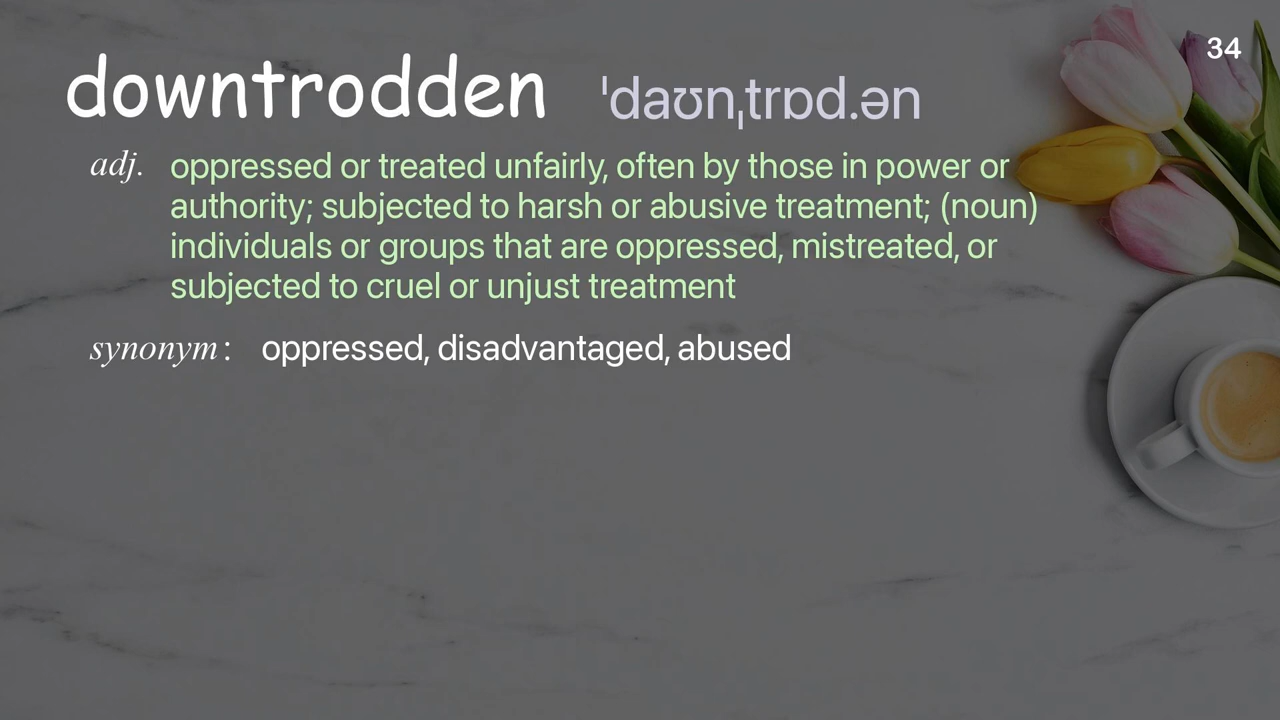 34
downtrodden ˈdaʊnˌtrɒd.ən
adj. oppressed or treated unfairly, often by those in power or
authority; subjected to harsh or abusive treatment; (noun)
individuals or groups that are oppressed, mistreated, or
subjected to cruel or unjust treatment
synonym: oppressed, disadvantaged, abused